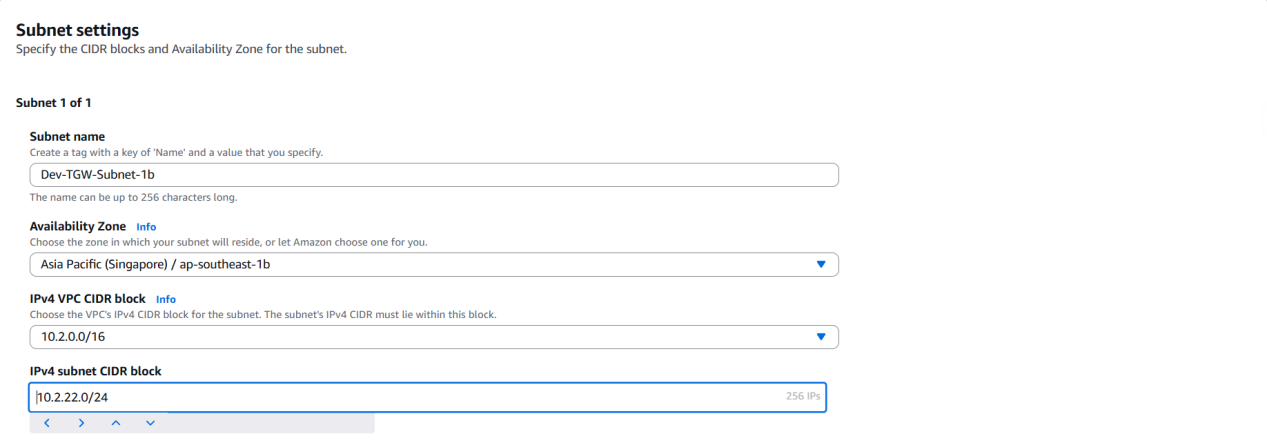 Subnet settings
Specify the CIDR blocks and Availability Zone for the subnet.
Subnet 1 of 1
Subnet name
Create a tag with a key of 'Name' and a value that you specify.
Dev-TGW-Subnet-1b
The name can be up to 256 characters long.
Availability Zone Info
Choose the zone in which your subnet will reside, or let Amazon choose one for you.
Asia Pacific (Singapore) / ap-southeast-1b
IPv4 VPC CIDR block Info
Choose the VPC's IPv4 CIDR block for the subnet. The subnet's IPv4 CIDR must lie within this block.
10.2.0.0/16
IPv4 subnet CIDR block
10.2.22.0/24 256 IPs